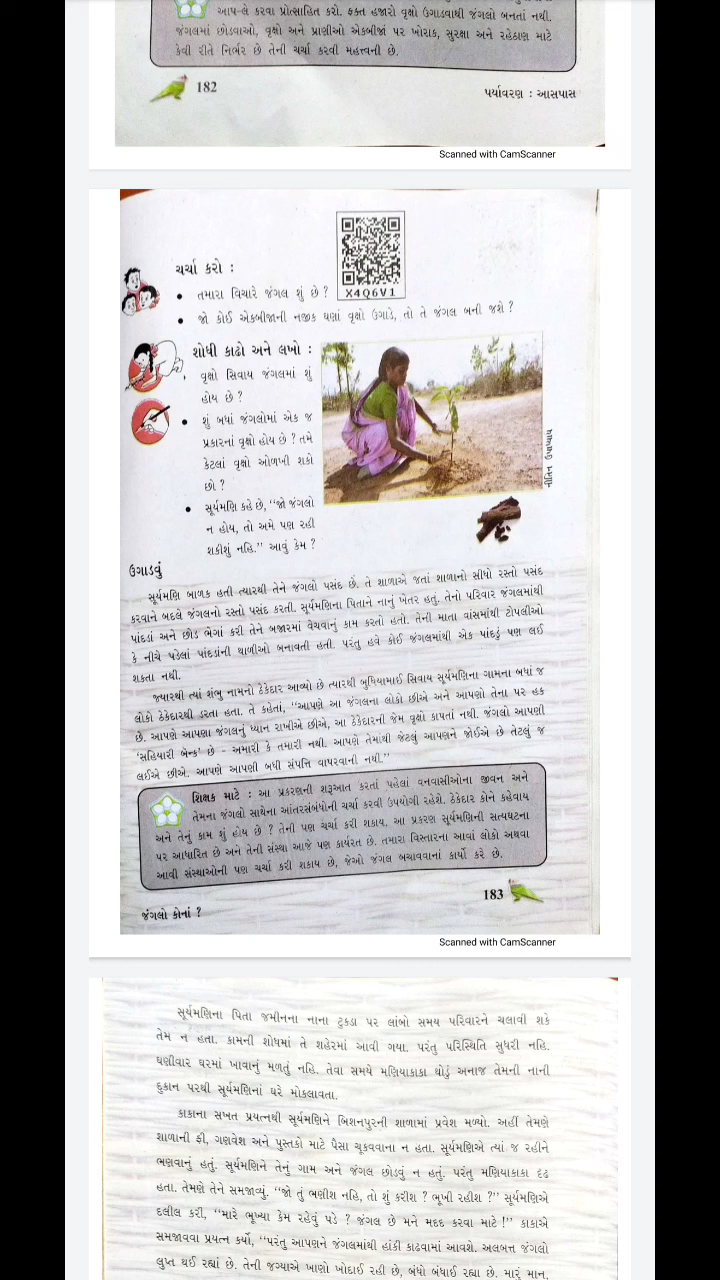 આપ-લે કરવા પ્રોત્સાહિત કરો. ફક્ત હજારો વૃક્ષો ઉગાડવાથી જંગલો બનતાં નથી.
જંગલમાં છોડવાઓ, વૃક્ષો અને પ્રાણીઓ એકબીજાં પર ખોરાક, સુરક્ષા અને રહેઠાણ માટે
કેવી રીતે નિર્ભર છે તેની ચર્ચા કરવી મહત્ત્વની છે.
182
પર્યાવરણ : આસપાસ
Scanned with CamScanner
X4Q6V1
ચર્ચા કરો :
• તમારા વિચારે જંગલ શું છે ?
• જો કોઈ એકબીજાની નજીક ઘણાં વૃક્ષો ઉગાડે, તો તે જંગલ બની જશે ?
શોધી કાઢો અને લખો :
વૃક્ષો સિવાય જંગલમાં શું
હોય છે ?
• શું બધાં જંગલોમાં એક જ
પ્રકારનાં વૃક્ષો હોય છે ? તમે
કેટલાં વૃક્ષો ઓળખી શકો
છો ?
• સૂર્યમણિ કહે છે, “જો જંગલો
ન હોય, તો અમે પણ રહી
શકીશું નહિ.” આવું કેમ ?
નીતિન ઉપાધ્યાય
ઉગાડવું
સૂર્યમણિ બાળક હતી ત્યારથી તેને જંગલો પસંદ છે. તે શાળાએ જતાં શાળાનો સીધો રસ્તો પસંદ
કરવાને બદલે જંગલનો રસ્તો પસંદ કરતી. સૂર્યમણિના પિતાને નાનું ખેતર હતું. તેનો પરિવાર જંગલમાંથી
પાંદડાં અને છોડ ભેગાં કરી તેને બજારમાં વેચવાનું કામ કરતો હતો. તેની માતા વાંસમાંથી ટોપલીઓ
કે નીચે પડેલાં પાંદડાંની થાળીઓ બનાવતી હતી. પરંતુ હવે કોઈ જંગલમાંથી એક પાંદડું પણ લઈ
શકતા નથી.
જ્યારથી ત્યાં શંભુ નામનો ઠેકેદાર આવ્યો છે ત્યારથી બુધિયામાઈ સિવાય સૂર્યમણિના ગામના બધાં જ
લોકો ઠેકેદારથી ડરતા હતા. તે કહેતાં, “આપણે આ જંગલના લોકો છીએ અને આપણો તેના પર હક
છે. આપણે આપણા જંગલનું ધ્યાન રાખીએ છીએ, આ ઠેકેદારની જેમ વૃક્ષો કાપતાં નથી. જંગલો આપણી
‘સહિયારી બેન્ક’ છે – અમારી કે તમારી નથી. આપણે તેમાંથી જેટલું આપણને જોઈએ છે તેટલું જ
લઈએ છીએ. આપણે આપણી બધી સંપત્તિ વાપરવાની નથી.”
શિક્ષક માટે : આ પ્રકરણની શરૂઆત કરતાં પહેલાં વનવાસીઓના જીવન અને
તેમના જંગલો સાથેના આંતરસંબંધોની ચર્ચા કરવી ઉપયોગી રહેશે. ઠેકેદાર કોને કહેવાય
અને તેનું કામ શું હોય છે ? તેની પણ ચર્ચા કરી શકાય. આ પ્રકરણ સૂર્યમણિની સત્યઘટના
પર આધારિત છે અને તેની સંસ્થા આજે પણ કાર્યરત છે. તમારા વિસ્તારના આવાં લોકો અથવા
આવી સંસ્થાઓની પણ ચર્ચા કરી શકાય છે, જેઓ જંગલ બચાવવાનાં કાર્યો કરે છે.
183
જંગલો કોનાં ?
Scanned with CamScanner
સૂર્યમણિના પિતા જમીનના નાના ટુકડા પર લાંબો સમય પરિવારને ચલાવી શકે
તેમ ન હતા. કામની શોધમાં તે શહેરમાં આવી ગયા. પરંતુ પરિસ્થિતિ સુધરી નહિ.
ઘણીવાર ઘરમાં ખાવાનું મળતું નહિ. તેવા સમયે મણિયાકાકા થોડું અનાજ તેમની નાની
દુકાન પરથી સૂર્યમણિનાં ઘરે મોકલાવતા.
કાકાના સખત પ્રયત્નથી સૂર્યમણિને બિશનપુરની શાળામાં પ્રવેશ મળ્યો. અહીં તેમણે
શાળાની ફી, ગણવેશ અને પુસ્તકો માટે પૈસા ચૂકવવાના ન હતા. સૂર્યમણિએ ત્યાં જ રહીને
ભણવાનું હતું. સૂર્યમણિને તેનું ગામ અને જંગલ છોડવું ન હતું. પરંતુ મણિયાકાકા દૃઢ
હતા. તેમણે તેને સમજાવ્યું. “જો તું ભણીશ નહિ, તો શું કરીશ ? ભૂખી રહીશ ?” સૂર્યમણિએ
દલીલ કરી, “મારે ભૂખ્યા કેમ રહેવું પડે ? જંગલ છે મને મદદ કરવા માટે !” કાકાએ
સમજાવવા પ્રયત્ન કર્યો, “પરંતુ આપણને જંગલમાંથી હાંકી કાઢવામાં આવશે. અલબત્ત જંગલો
લુપ્ત થઈ રહ્યાં છે. તેની જગ્યાએ ખાણો ખોદાઈ રહી છે, બંધો બંધાઈ રહ્યા છે. મારું માન,